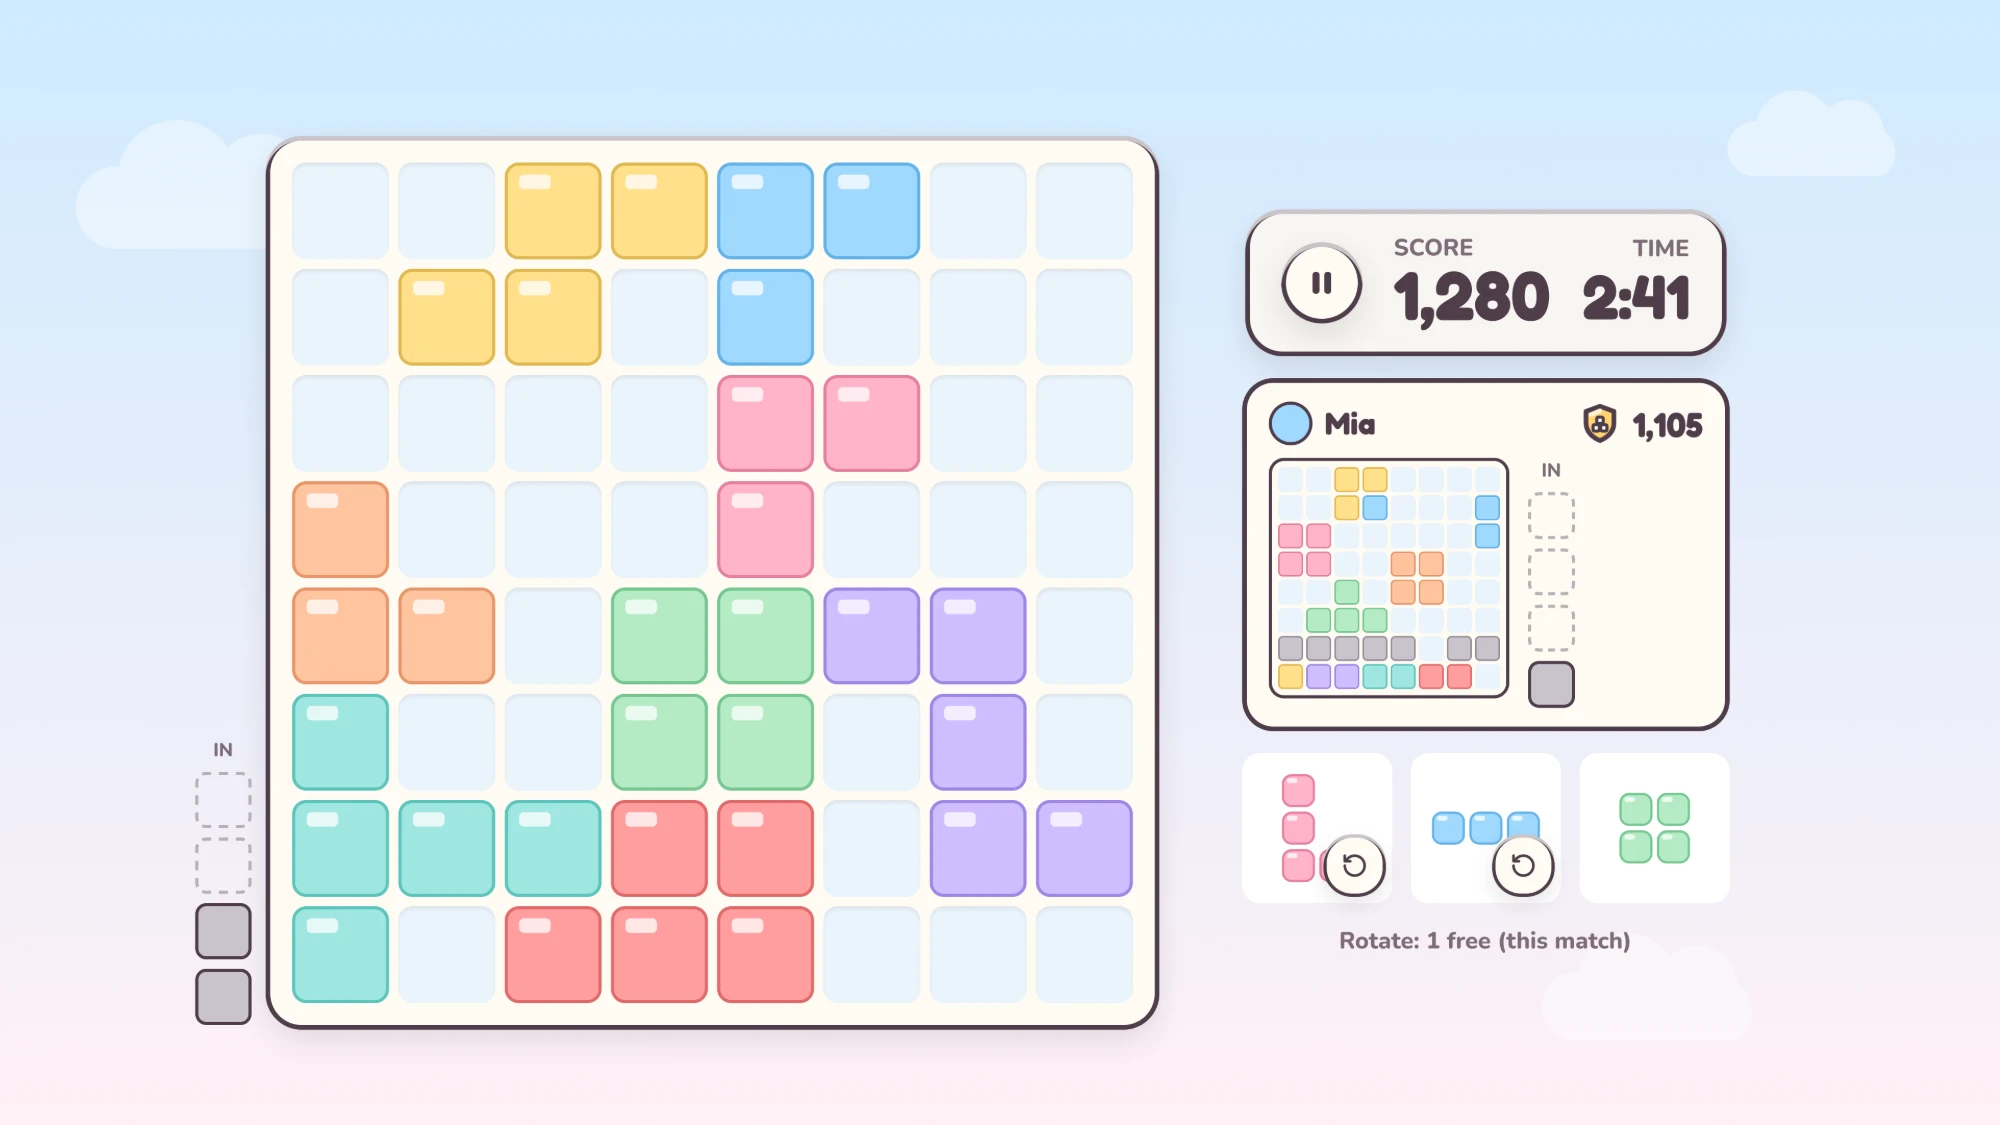 SCORE
TIME
1,280
2:41
Mia
1,105
IN
IN
Rotate: 1 free (this match)